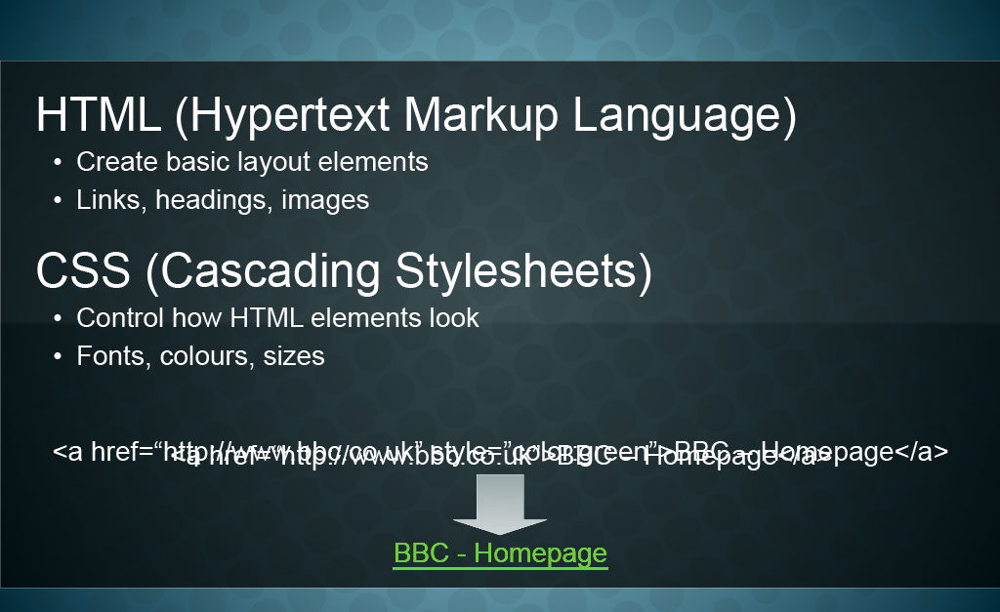 HTML (Hypertext Markup Language)
• Create basic layout elements
• Links, headings, images
CSS (Cascading Stylesheets)
• Control how HTML elements look
• Fonts, colours, sizes
<a href=“http://www.bbc.co.uk” style=”color:green”>BBC – Homepage</a>
<a href=“http://www.bbc.co.uk”>BBC – Homepage</a>
BBC - Homepage